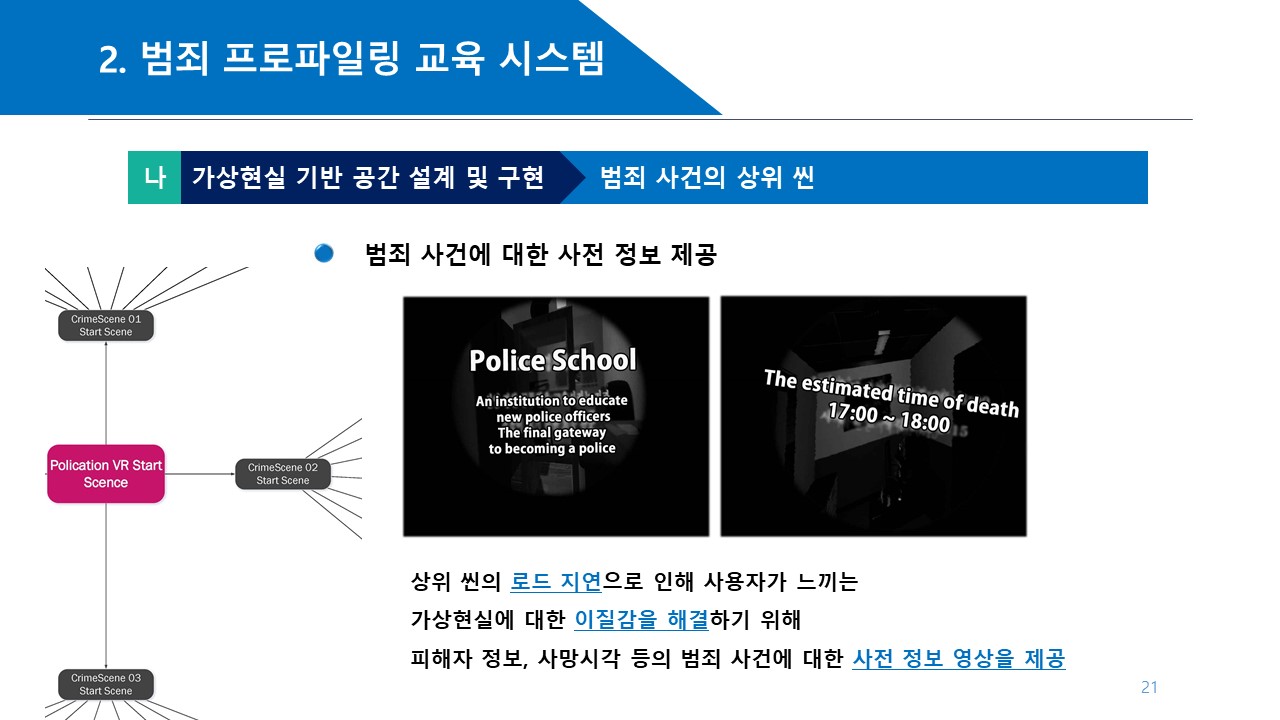 2. 범죄 프로파일링 교육 시스템
나 가상현실 기반 공간 설계 및 구현 범죄 사건의 상위 씬
범죄 사건에 대한 사전 정보 제공
CrimeScene 01
Start Scene
Polication VR Start
Scence
CrimeScene 02
Start Scene
CrimeScene 03
Start Scene
Police School
An institution to educate
new police officers
The final gateway
to becoming a police
The estimated time of death
17:00 ~ 18:00
상위 씬의 로드 지연으로 인해 사용자가 느끼는
가상현실에 대한 이질감을 해결하기 위해
피해자 정보, 사망시각 등의 범죄 사건에 대한 사전 정보 영상을 제공
21